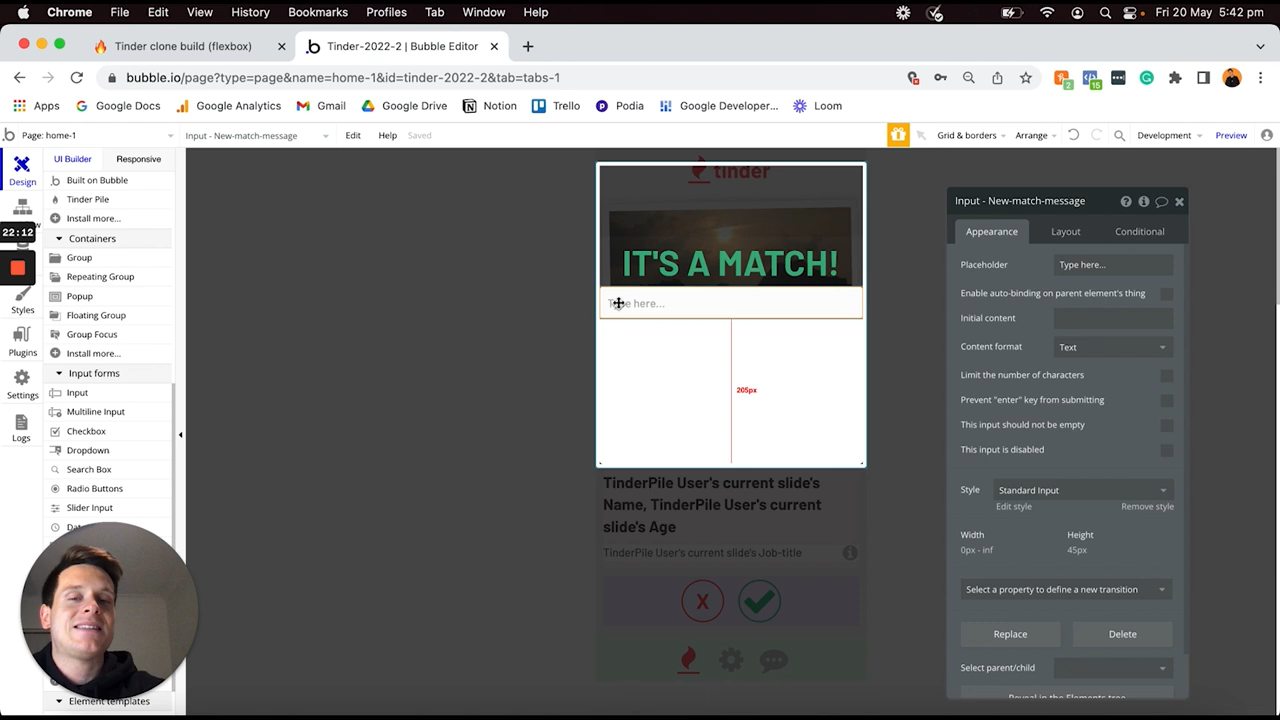 Chrome File Edit View History Bookmarks Profiles Tab Window Help Fri 20 May 5:42 pm
Tinder clone build (flexbox) Tinder-2022-2 | Bubble Editor
bubble.io/page?type=page&name=home-1&id=tinder-2022-2&tab=tabs-1 2 15
Apps Google Docs Google Analytics Gmail Google Drive Notion Trello Podia Google Developer... Loom
Page: home-1 Input - New-match-message Edit Help Saved Grid & borders Arrange Development Preview
UI Builder Responsive
Design
Built on Bubble
Tinder Pile
Install more...
22:12
Containers
Group
Repeating Group
Popup
Floating Group
Group Focus
Install more...
Styles
Plugins
Settings
Logs
Input forms
Input
Multiline Input
Checkbox
Dropdown
Search Box
Radio Buttons
Slider Input
Element templates
tinder
IT'S A MATCH!
here...
205px
TinderPile User's current slide's
Name, TinderPile User's current
slide's Age
TinderPile User's current slide's Job-title
X
Input - New-match-message
Appearance Layout Conditional
Placeholder Type here...
Enable auto-binding on parent element's thing
Initial content
Content format Text
Limit the number of characters
Prevent "enter" key from submitting
This input should not be empty
This input is disabled
Style Standard Input
Edit style Remove style
Width Height
0px - inf 45px
Select a property to define a new transition
Replace Delete
Select parent/child
Reveal in the Elements tree